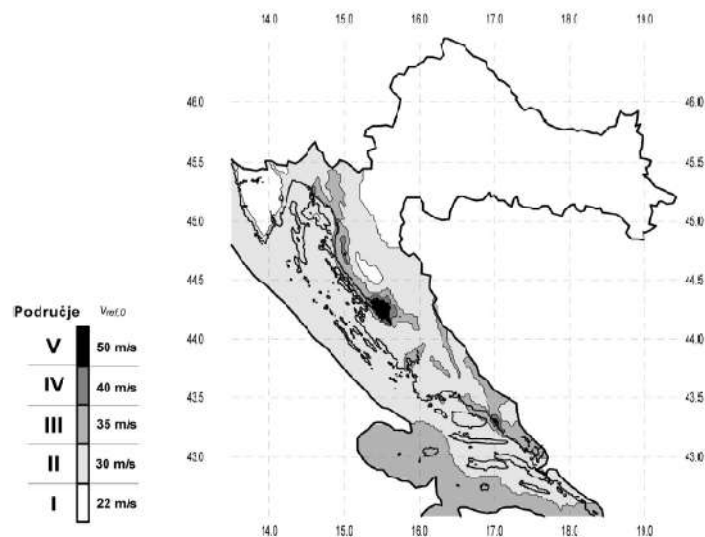 14.0 15.0 16.0 17.0 18.0 19.0
46.0 46.0
45.5 45.5
45.0 45.0
44.5 44.5
Područje Vref,0
44.0 44.0
V 50 m/s
IV 40 m/s
43.5 43.5
III 35 m/s
43.0 43.0
II 30 m/s
I 22 m/s
14.0 15.0 16.0 17.0 18.0 19.0